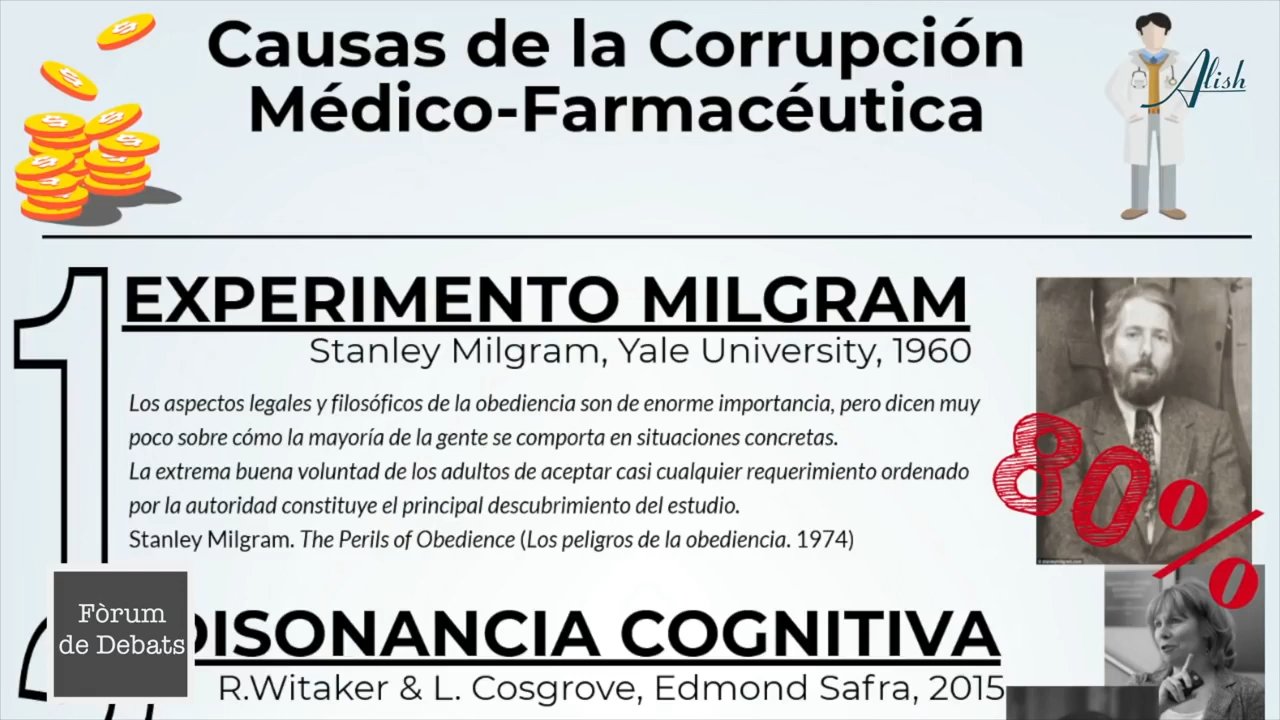 Causas de la Corrupción
Médico-Farmacéutica
Alish
1
EXPERIMENTO MILGRAM
Stanley Milgram, Yale University, 1960
Los aspectos legales y filosóficos de la obediencia son de enorme importancia, pero dicen muy
poco sobre cómo la mayoría de la gente se comporta en situaciones concretas.
La extrema buena voluntad de los adultos de aceptar casi cualquier requerimiento ordenado
por la autoridad constituye el principal descubrimiento del estudio.
Stanley Milgram. The Perils of Obedience (Los peligros de la obediencia. 1974)
80%
Fòrum
de Debats
DISONANCIA COGNITIVA
R.Witaker & L. Cosgrove, Edmond Safra, 2015